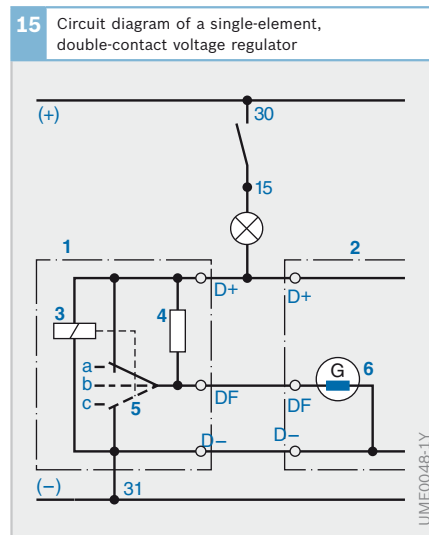 15 Circuit diagram of a single-element,
double-contact voltage regulator
(+)
30
15
1
2
D+
D+
3
4
a
b
c
5
G
6
DF
DF
D–
D–
(–)
31
UME0048-1Y